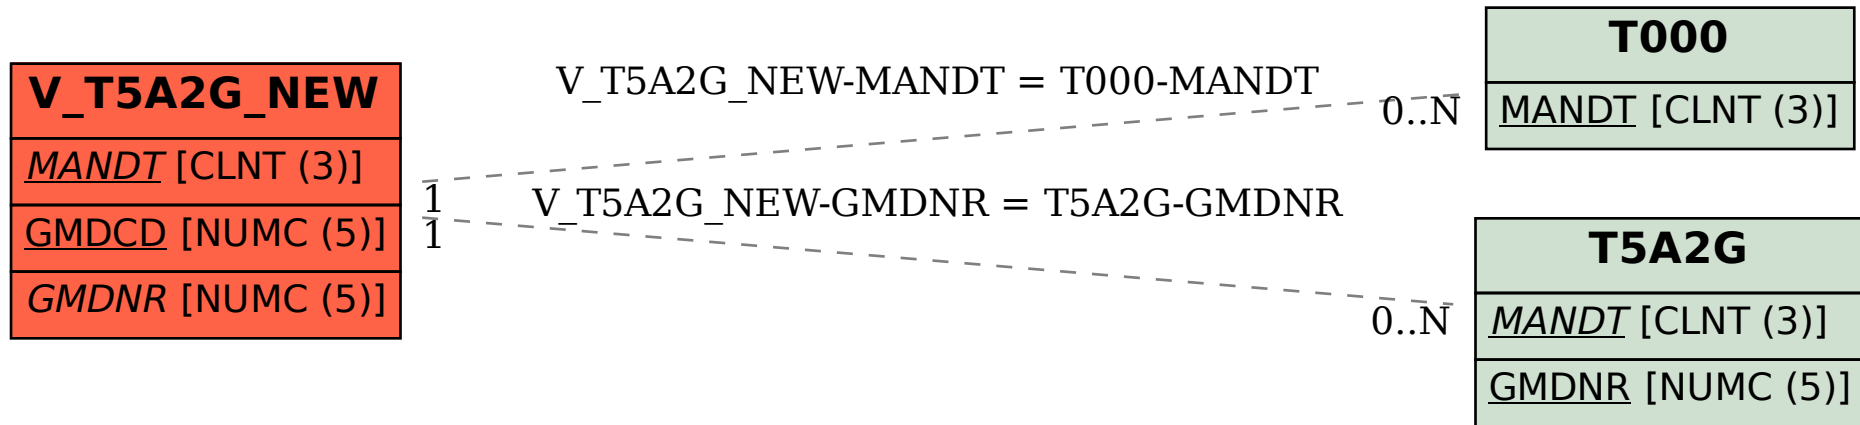 V_T5A2G_NEW
MANDT [CLNT (3)]
GMDCD [NUMC (5)]
GMDNR [NUMC (5)]
V_T5A2G_NEW-MANDT = T000-MANDT
0..N
1
V_T5A2G_NEW-GMDNR = T5A2G-GMDNR
1
0..N
T000
MANDT [CLNT (3)]
T5A2G
MANDT [CLNT (3)]
GMDNR [NUMC (5)]